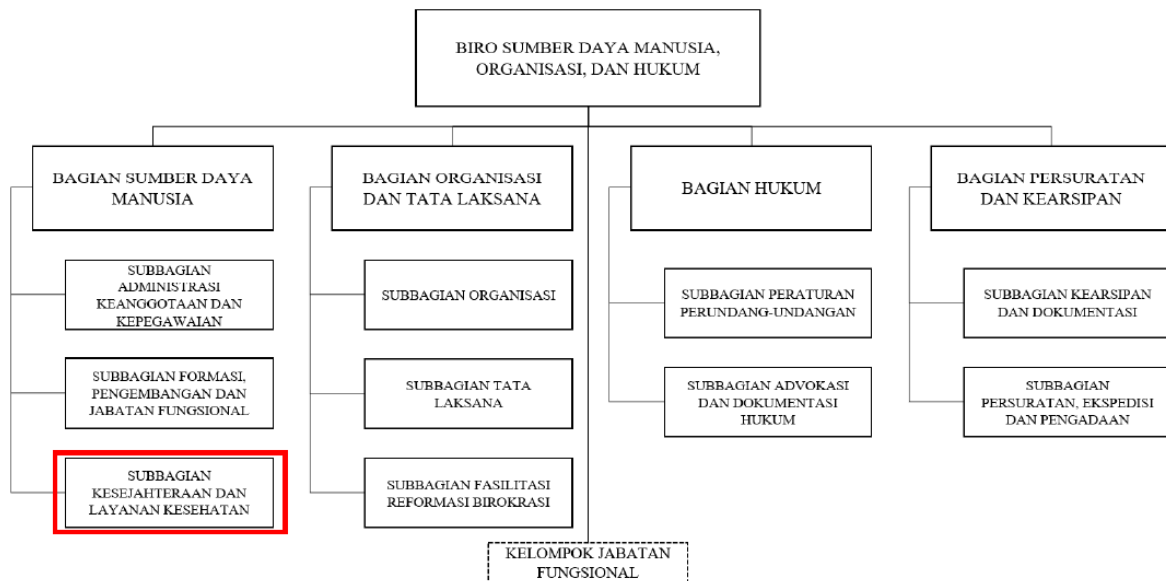 BIRO SUMBER DAYA MANUSIA,
ORGANISASI, DAN HUKUM
BAGIAN SUMBER DAYA
MANUSIA
BAGIAN ORGANISASI
DAN TATA LAKSANA
BAGIAN HUKUM
BAGIAN PERSURATAN
DAN KEARSIPAN
SUBBAGIAN
ADMINISTRASI
KEANGGOTAAN DAN
KEPEGAWAIAN
SUBBAGIAN ORGANISASI
SUBBAGIAN PERATURAN
PERUNDANG-UNDANGAN
SUBBAGIAN KEARSIPAN
DAN DOKUMENTASI
SUBBAGIAN FORMASI,
PENGEMBANGAN DAN
JABATAN FUNGSIONAL
SUBBAGIAN TATA
LAKSANA
SUBBAGIAN ADVOKASI
DAN DOKUMENTASI
HUKUM
SUBBAGIAN
PERSURATAN, EKSPEDISI
DAN PENGADAAN
SUBBAGIAN
KESEJAHTERAAN DAN
LAYANAN KESEHATAN
SUBBAGIAN FASILITASI
REFORMASI BIROKRASI
KELOMPOK JABATAN
FUNGSIONAL